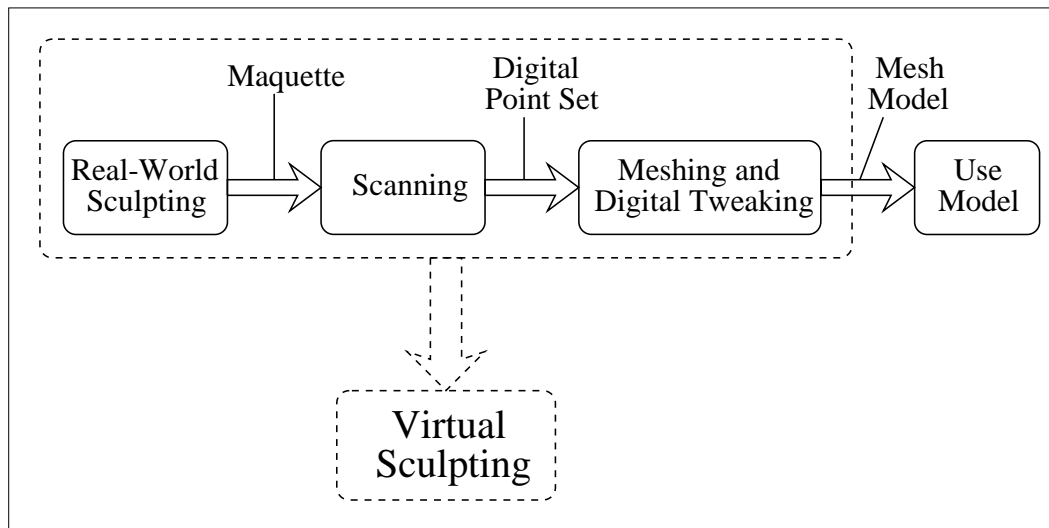 Maquette
Digital
Point Set
Mesh
Model
Real-World
Sculpting
Scanning
Meshing and
Digital Tweaking
Use
Model
Virtual
Sculpting